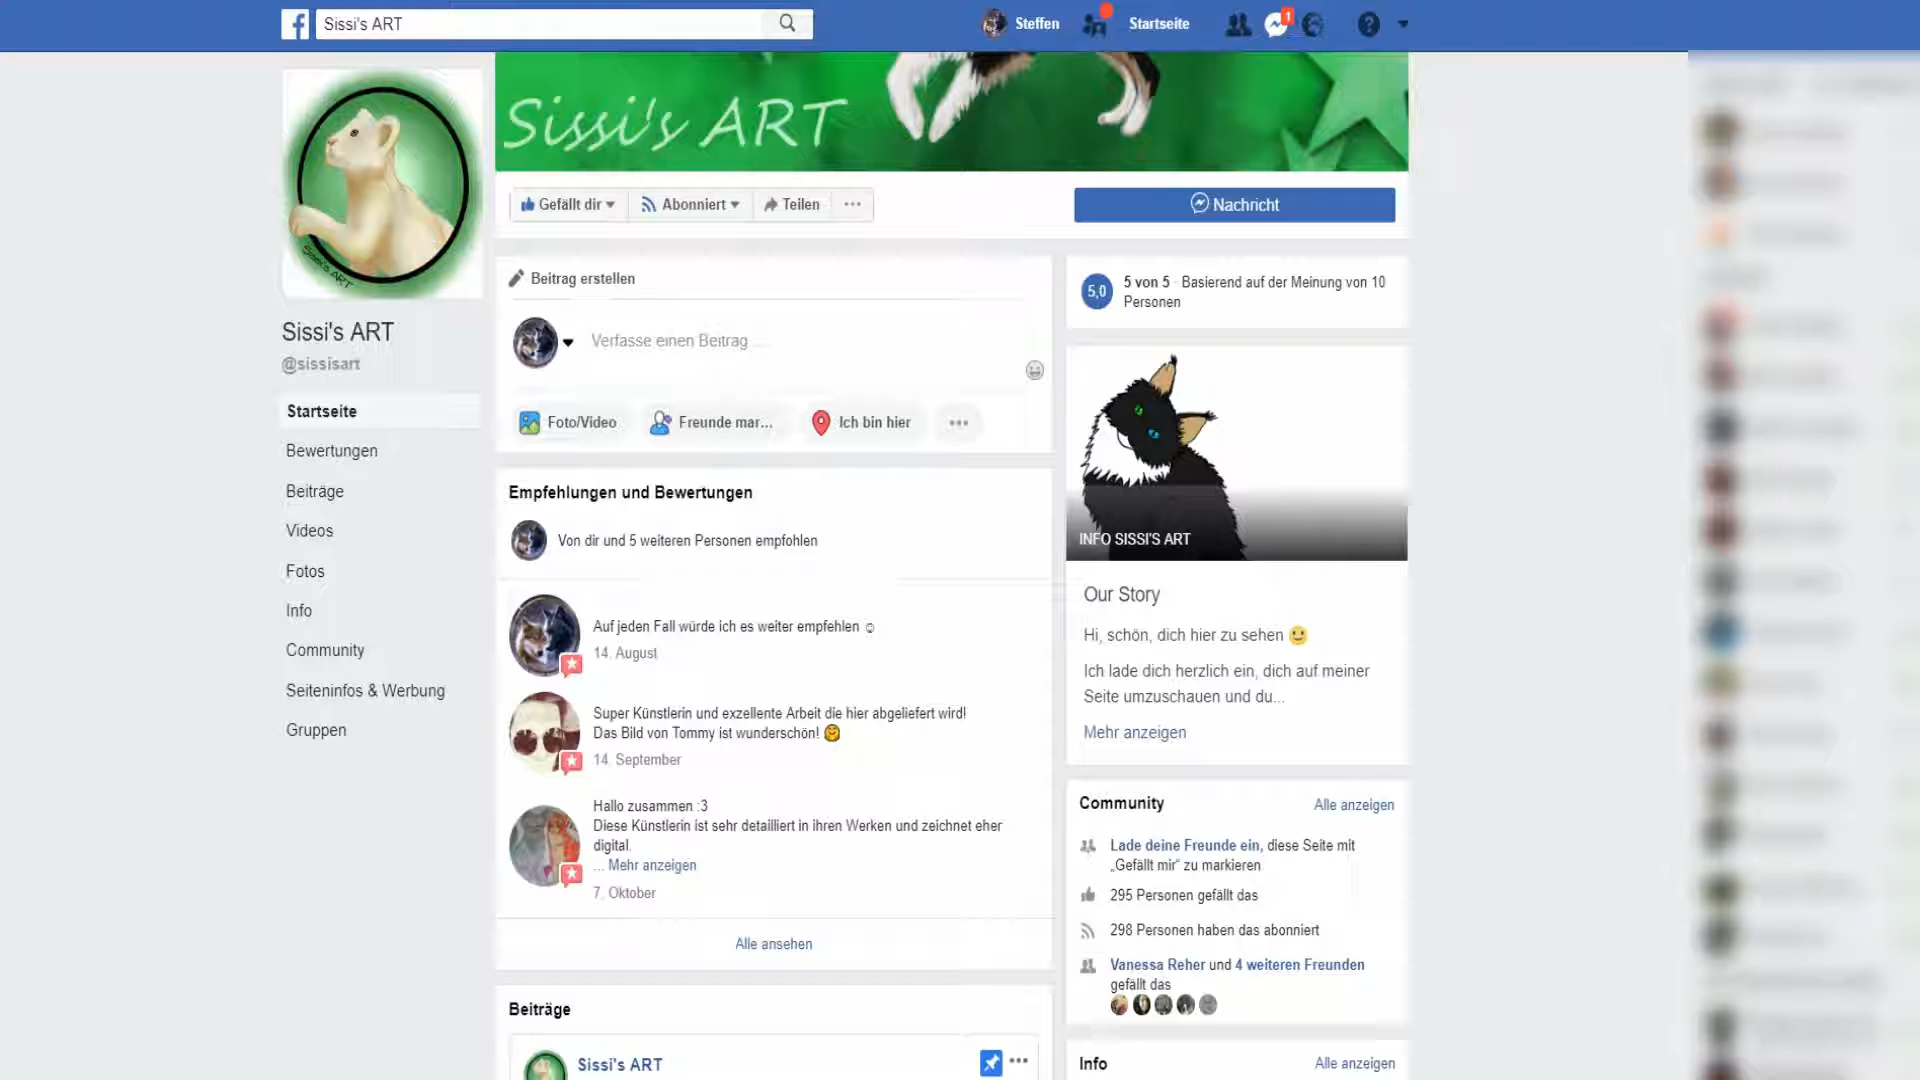 Sissi's ART
Steffen
Startseite
1
Sissi's ART
Sissi's ART
Sissi's ART
@sissisart
Startseite
Bewertungen
Beiträge
Videos
Fotos
Info
Community
Seiteninfos & Werbung
Gruppen
Gefällt dir
Abonniert
Teilen
Nachricht
Beitrag erstellen
Verfasse einen Beitrag ...
Foto/Video
Freunde mar...
Ich bin hier
Empfehlungen und Bewertungen
Von dir und 5 weiteren Personen empfohlen
Auf jeden Fall würde ich es weiter empfehlen ☺
14. August
Super Künstlerin und exzellente Arbeit die hier abgeliefert wird!
Das Bild von Tommy ist wunderschön! 🤗
14. September
Hallo zusammen :3
Diese Künstlerin ist sehr detailliert in ihren Werken und zeichnet eher
digital.
... Mehr anzeigen
7. Oktober
Alle ansehen
Beiträge
Sissi's ART
5,0
5 von 5 · Basierend auf der Meinung von 10
Personen
INFO SISSI'S ART
Our Story
Hi, schön, dich hier zu sehen 🙂
Ich lade dich herzlich ein, dich auf meiner
Seite umzuschauen und du...
Mehr anzeigen
Community
Alle anzeigen
Lade deine Freunde ein, diese Seite mit
„Gefällt mir“ zu markieren
295 Personen gefällt das
298 Personen haben das abonniert
Vanessa Reher und 4 weiteren Freunden
gefällt das
Info
Alle anzeigen